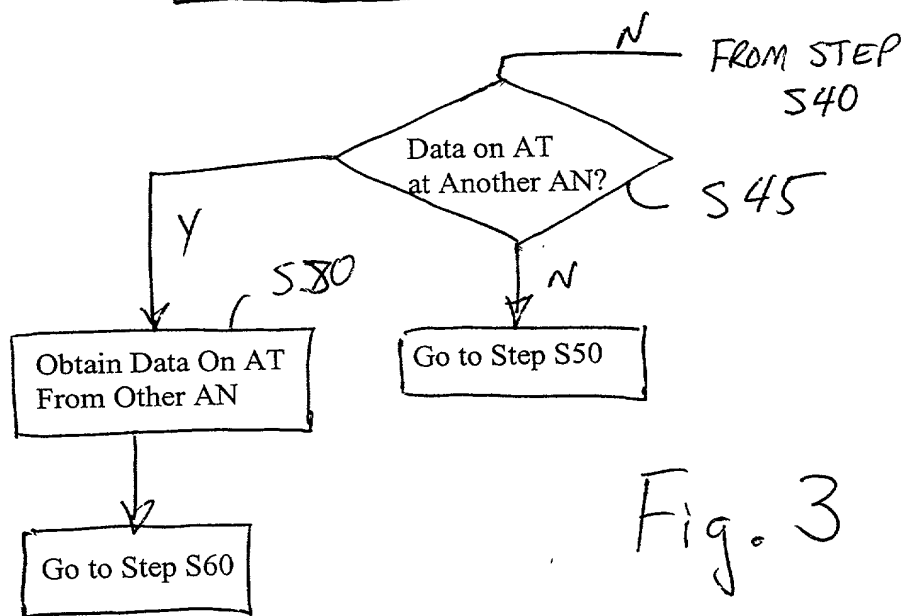 N
FROM STEP
S40
Data on AT
at Another AN?
S45
Y
N
Obtain Data On AT
From Other AN
Go to Step S50
Go to Step S60
Fig. 3